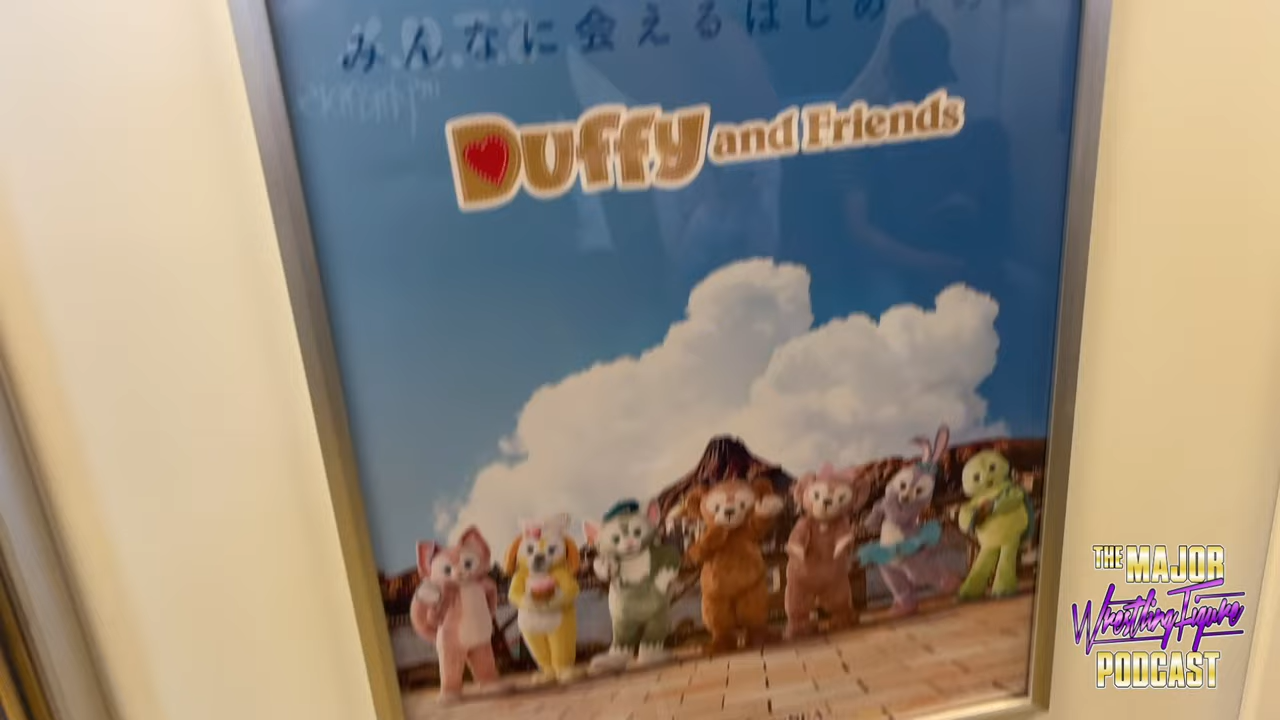 みんなに会えるはじめての
Duffy and Friends
THE MAJOR
Wrestling Figure
PODCAST